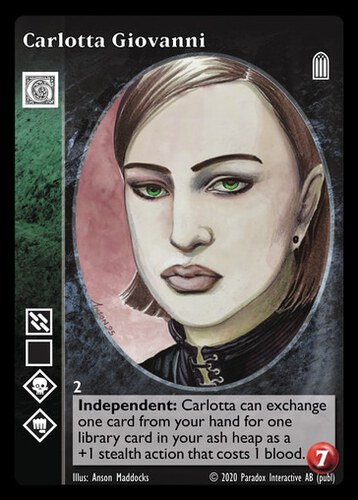 Carlotta Giovanni
2
Independent: Carlotta can exchange
one card from your hand for one
library card in your ash heap as a
+1 stealth action that costs 1 blood.
7
Illus: Anson Maddocks
© 2020 Paradox Interactive AB (publ)